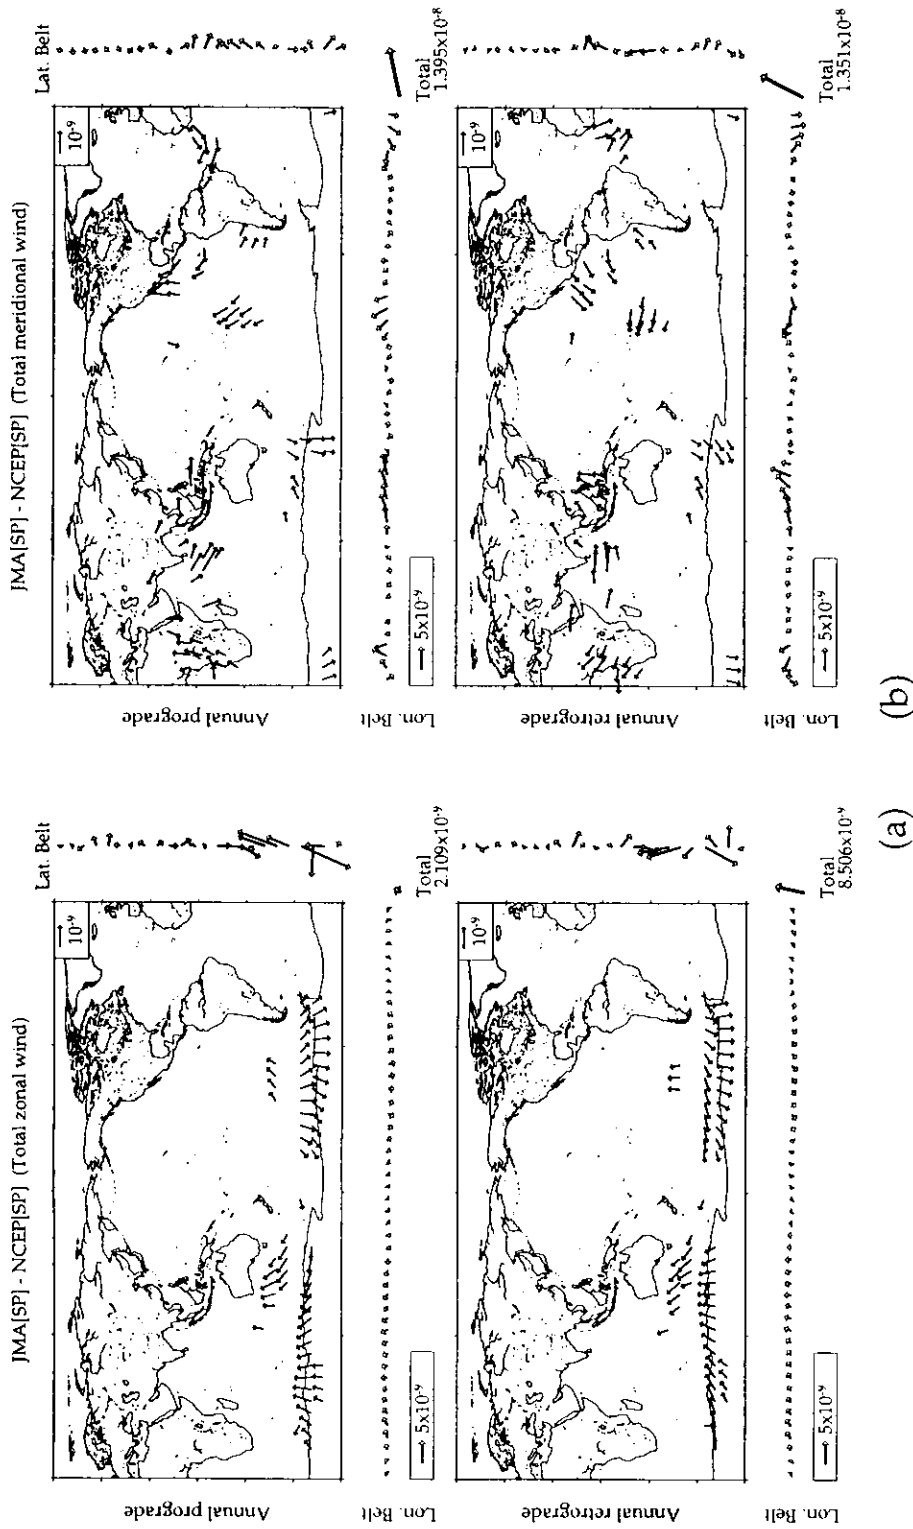 JMA[SP] - NCEP[SP] (Total zonal wind)
Lat. Belt
10-9
Annual prograde
Lon. Belt
5x10-9
Total
2.109x10-9
10-9
Annual retrograde
Lon. Belt
5x10-9
Total
8.506x10-9
(a)
JMA[SP] - NCEP[SP] (Total meridional wind)
Lat. Belt
10-9
Annual prograde
Lon. Belt
5x10-9
Total
1.395x10-8
10-9
Annual retrograde
Lon. Belt
5x10-9
Total
1.351x10-8
(b)